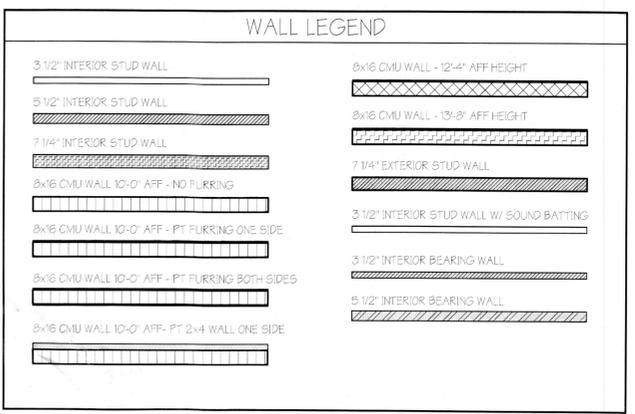 WALL LEGEND
3 1/2" INTERIOR STUD WALL
5 1/2" INTERIOR STUD WALL
7 1/4" INTERIOR STUD WALL
8x16 CMU WALL 10'-0" AFF - NO FURRING
8x16 CMU WALL 10'-0" AFF - PT FURRING ONE SIDE
8x16 CMU WALL 10'-0" AFF - PT FURRING BOTH SIDES
8x16 CMU WALL 10'-0" AFF- PT 2x4 WALL ONE SIDE
8x16 CMU WALL - 12'-4" AFF HEIGHT
8x16 CMU WALL - 13'-8" AFF HEIGHT
7 1/4" EXTERIOR STUD WALL
3 1/2" INTERIOR STUD WALL W/ SOUND BATTING
3 1/2" INTERIOR BEARING WALL
5 1/2" INTERIOR BEARING WALL